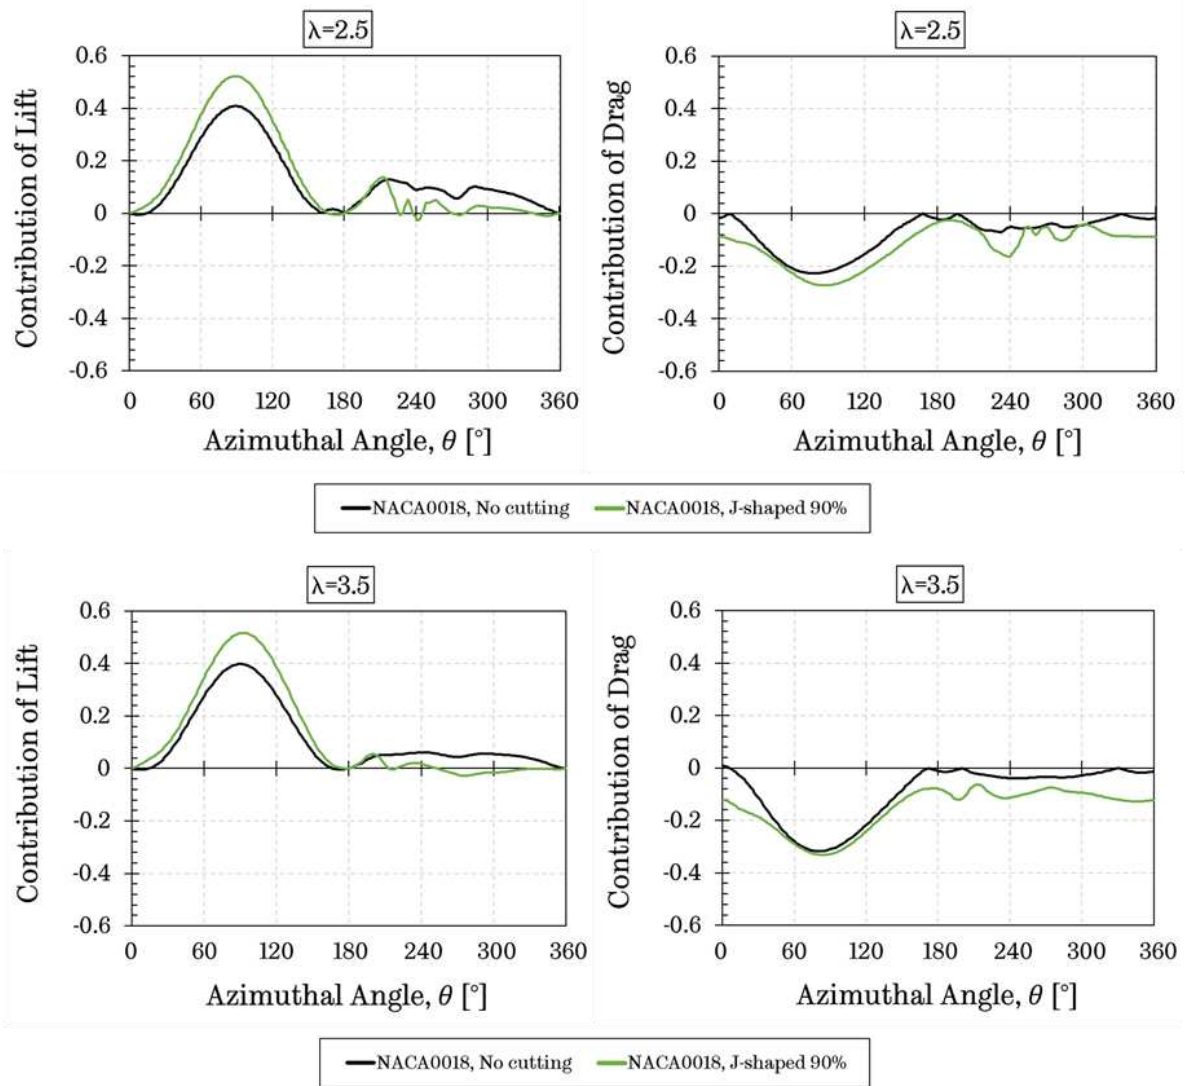 λ=2.5
Contribution of Lift
0.6
0.4
0.2
0
-0.2
-0.4
-0.6
0 60 120 180 240 300 360
Azimuthal Angle, θ [°]
λ=2.5
Contribution of Drag
0.6
0.4
0.2
0
-0.2
-0.4
-0.6
0 60 120 180 240 300 360
Azimuthal Angle, θ [°]
NACA0018, No cutting NACA0018, J-shaped 90%
λ=3.5
Contribution of Lift
0.6
0.4
0.2
0
-0.2
-0.4
-0.6
0 60 120 180 240 300 360
Azimuthal Angle, θ [°]
λ=3.5
Contribution of Drag
0.6
0.4
0.2
0
-0.2
-0.4
-0.6
0 60 120 180 240 300 360
Azimuthal Angle, θ [°]
NACA0018, No cutting NACA0018, J-shaped 90%